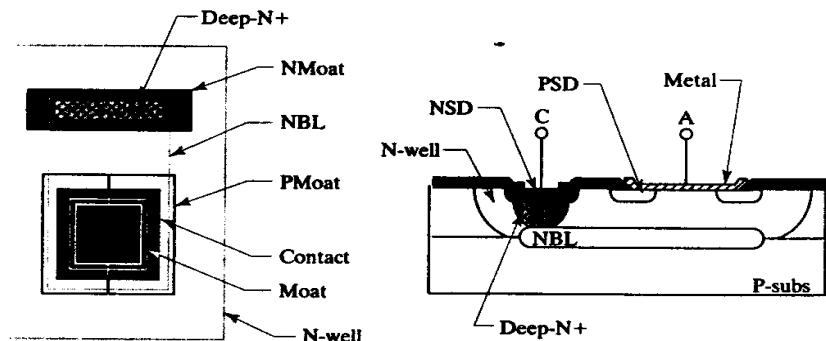 Deep-N+
NMoat
NBL
PMoat
Contact
Moat
N-well
PSD
Metal
NSD
C
A
N-well
NBL
P-subs
Deep-N+